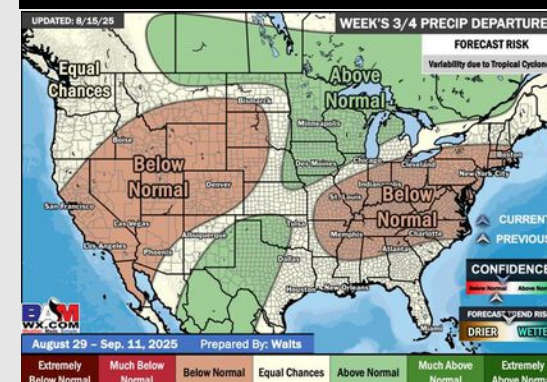 UPDATED: 8/15/25
WEEK'S 3/4 PRECIP DEPARTURE
FORECAST RISK
Variability due to Tropical Cyclone
Equal
Chances
Above
Normal
Bismarck
Minneapolis
Boise
Below
Normal
Des Moines
Chicago
Cleveland
Boston
New York City
Denver
Indianapolis
St. Louis
Below
Normal
San Francisco
Las Vegas
Albuquerque
Tulsa
Memphis
Charlotte
Los Angeles
Phoenix
Dallas
Atlanta
Houston
New Orleans
Miami
CURRENT
PREVIOUS
CONFIDENCE
Below Normal
Above Nor
FORECAST TREND RIS
DRIER
WETTE
BAM
WX.COM
August 29 – Sep. 11, 2025
Prepared By: Walts
Extremely
Below Normal
Much Below
Normal
Below Normal
Equal Chances
Above Normal
Much Above
Normal
Extremely
Above Normal